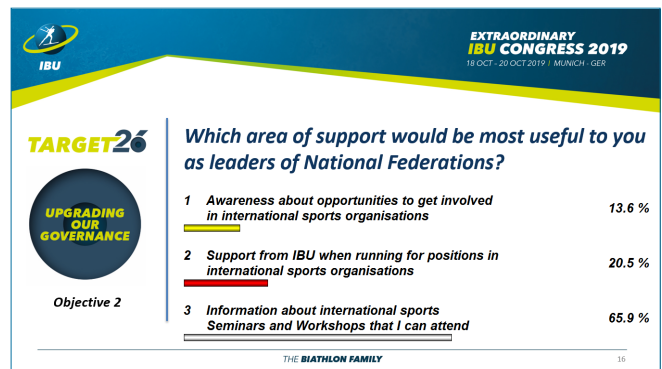 IBU
EXTRAORDINARY
IBU CONGRESS 2019
18 OCT - 20 OCT 2019 | MUNICH - GER
TARGET26
UPGRADING
OUR
GOVERNANCE
Objective 2
Which area of support would be most useful to you
as leaders of National Federations?
1 Awareness about opportunities to get involved
in international sports organisations
13.6 %
2 Support from IBU when running for positions in
international sports organisations
20.5 %
3 Information about international sports
Seminars and Workshops that I can attend
65.9 %
THE BIATHLON FAMILY
16